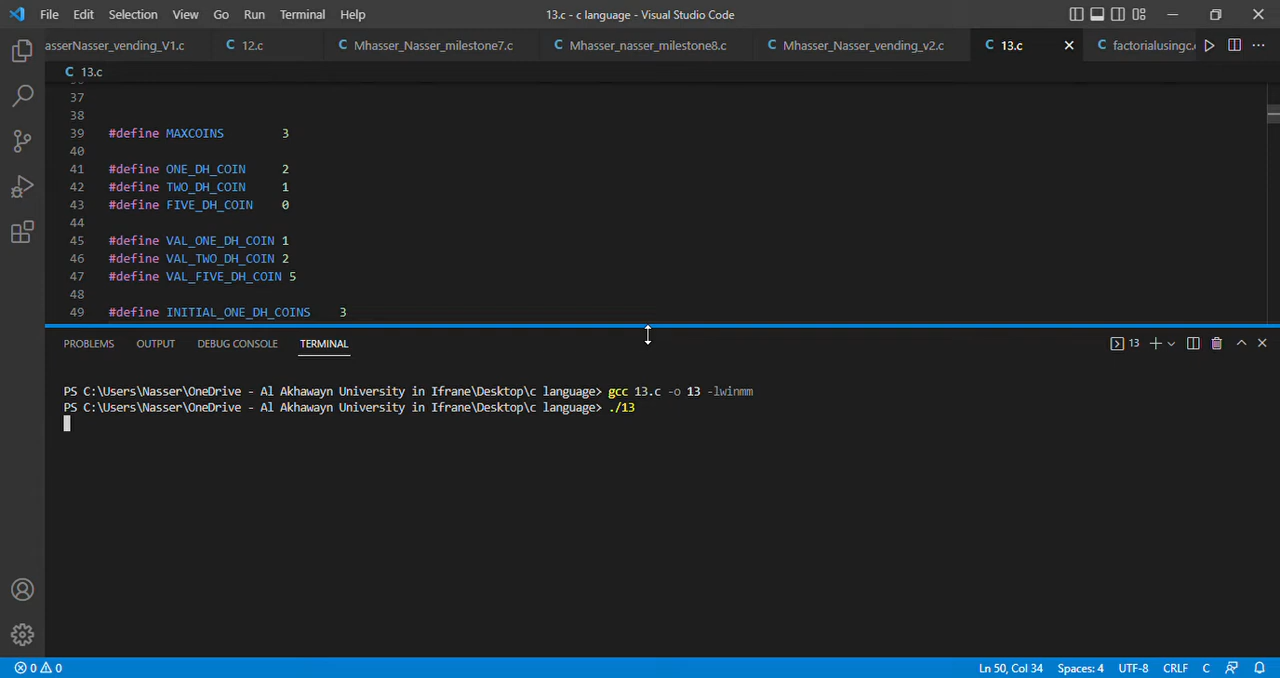 File Edit Selection View Go Run Terminal Help 13.c - c language - Visual Studio Code
asserNasser_vending_V1.c 12.c Mhasser_Nasser_milestone7.c Mhasser_nasser_milestone8.c Mhasser_Nasser_vending_v2.c 13.c factorialusingc.c
C 13.c
37
38
39 #define MAXCOINS 3
40
41 #define ONE_DH_COIN 2
42 #define TWO_DH_COIN 1
43 #define FIVE_DH_COIN 0
44
45 #define VAL_ONE_DH_COIN 1
46 #define VAL_TWO_DH_COIN 2
47 #define VAL_FIVE_DH_COIN 5
48
49 #define INITIAL_ONE_DH_COINS 3
PROBLEMS OUTPUT DEBUG CONSOLE TERMINAL 13
PS C:\Users\Nasser\OneDrive - Al Akhawayn University in Ifrane\Desktop\c language> gcc 13.c -o 13 -lwinmm
PS C:\Users\Nasser\OneDrive - Al Akhawayn University in Ifrane\Desktop\c language> ./13
0 0 Ln 50, Col 34 Spaces: 4 UTF-8 CRLF C